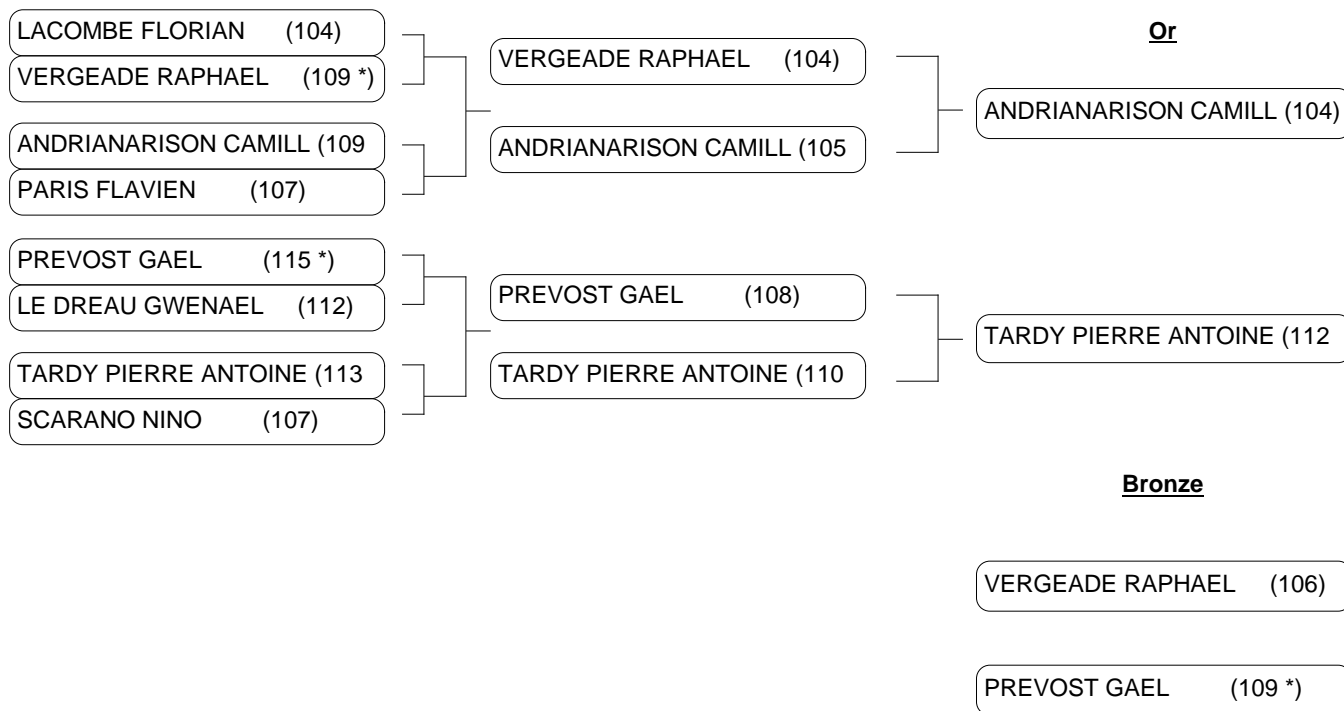 LACOMBE FLORIAN (104)
VERGEADE RAPHAEL (109 *)
ANDRIANARISON CAMILL (109
PARIS FLAVIEN (107)
PREVOST GAEL (115 *)
LE DREAU GWENAEL (112)
TARDY PIERRE ANTOINE (113
SCARANO NINO (107)
VERGEADE RAPHAEL (104)
ANDRIANARISON CAMILL (105
PREVOST GAEL (108)
TARDY PIERRE ANTOINE (110
Or
ANDRIANARISON CAMILL (104)
TARDY PIERRE ANTOINE (112
Bronze
VERGEADE RAPHAEL (106)
PREVOST GAEL (109 *)